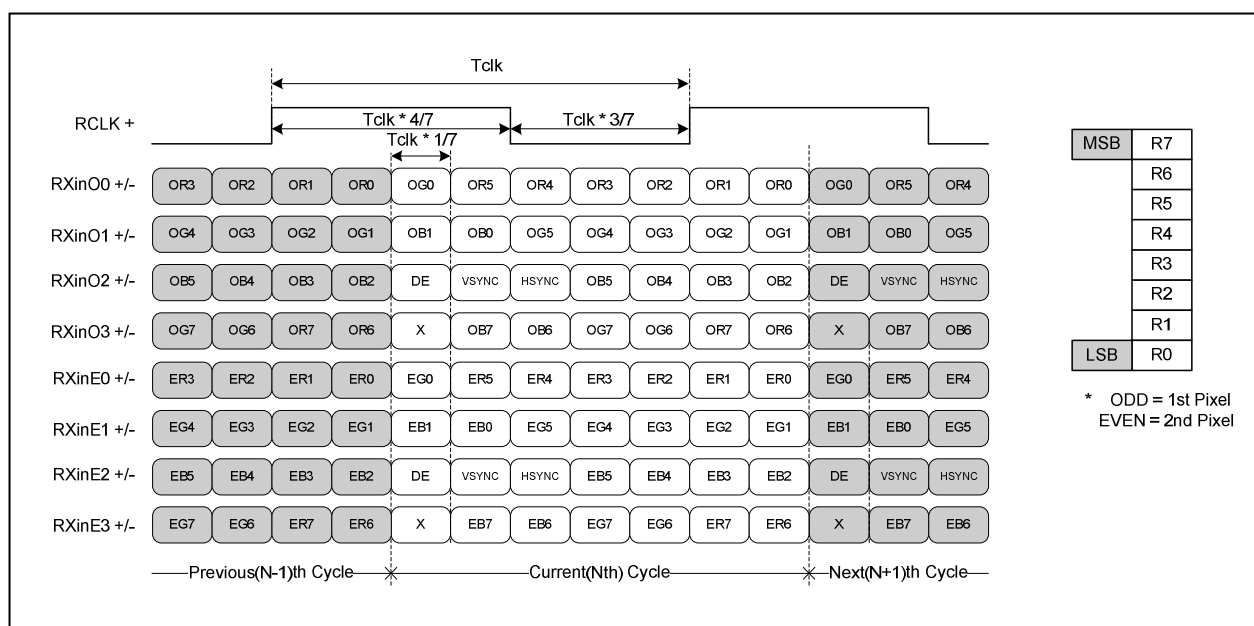 Tclk
RCLK +
Tclk * 4/7
Tclk * 3/7
Tclk * 1/7
RXinO0 +/- OR3 OR2 OR1 OR0 OG0 OR5 OR4 OR3 OR2 OR1 OR0 OG0 OR5 OR4
RXinO1 +/- OG4 OG3 OG2 OG1 OB1 OB0 OG5 OG4 OG3 OG2 OG1 OB1 OB0 OG5
RXinO2 +/- OB5 OB4 OB3 OB2 DE VSYNC HSYNC OB5 OB4 OB3 OB2 DE VSYNC HSYNC
RXinO3 +/- OG7 OG6 OR7 OR6 X OB7 OB6 OG7 OG6 OR7 OR6 X OB7 OB6
RXinE0 +/- ER3 ER2 ER1 ER0 EG0 ER5 ER4 ER3 ER2 ER1 ER0 EG0 ER5 ER4
RXinE1 +/- EG4 EG3 EG2 EG1 EB1 EB0 EG5 EG4 EG3 EG2 EG1 EB1 EB0 EG5
RXinE2 +/- EB5 EB4 EB3 EB2 DE VSYNC HSYNC EB5 EB4 EB3 EB2 DE VSYNC HSYNC
RXinE3 +/- EG7 EG6 ER7 ER6 X EB7 EB6 EG7 EG6 ER7 ER6 X EB7 EB6
Previous(N-1)th Cycle Current(Nth) Cycle Next(N+1)th Cycle
MSB R7
R6
R5
R4
R3
R2
R1
LSB R0
* ODD = 1st Pixel
EVEN = 2nd Pixel